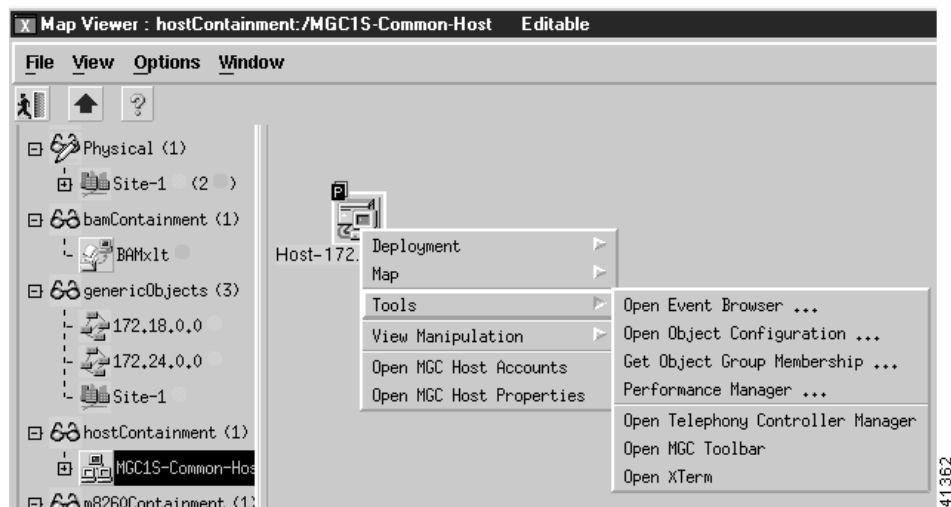 X Map Viewer : hostContainment:/MGC1S-Common-Host Editable
File View Options Window
?
Physical (1)
Site-1 (2 )
bamContainment (1)
BAMxlt
genericObjects (3)
172.18.0.0
172.24.0.0
Site-1
hostContainment (1)
MGC1S-Common-Hos
m8260Containment (1)
P
Host-172.
Deployment
Map
Tools
View Manipulation
Open MGC Host Accounts
Open MGC Host Properties
Open Event Browser ...
Open Object Configuration ...
Get Object Group Membership ...
Performance Manager ...
Open Telephony Controller Manager
Open MGC Toolbar
Open XTerm
41362